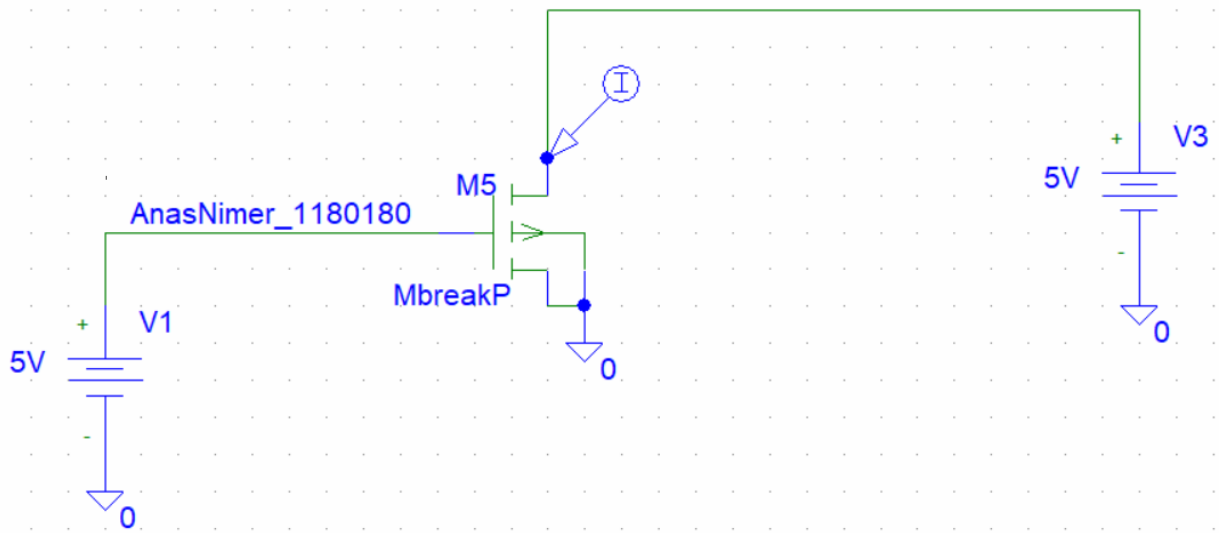 I
+
V3
5V
M5
AnasNimer_1180180
-
MbreakP
+
V1
0
0
5V
-
0